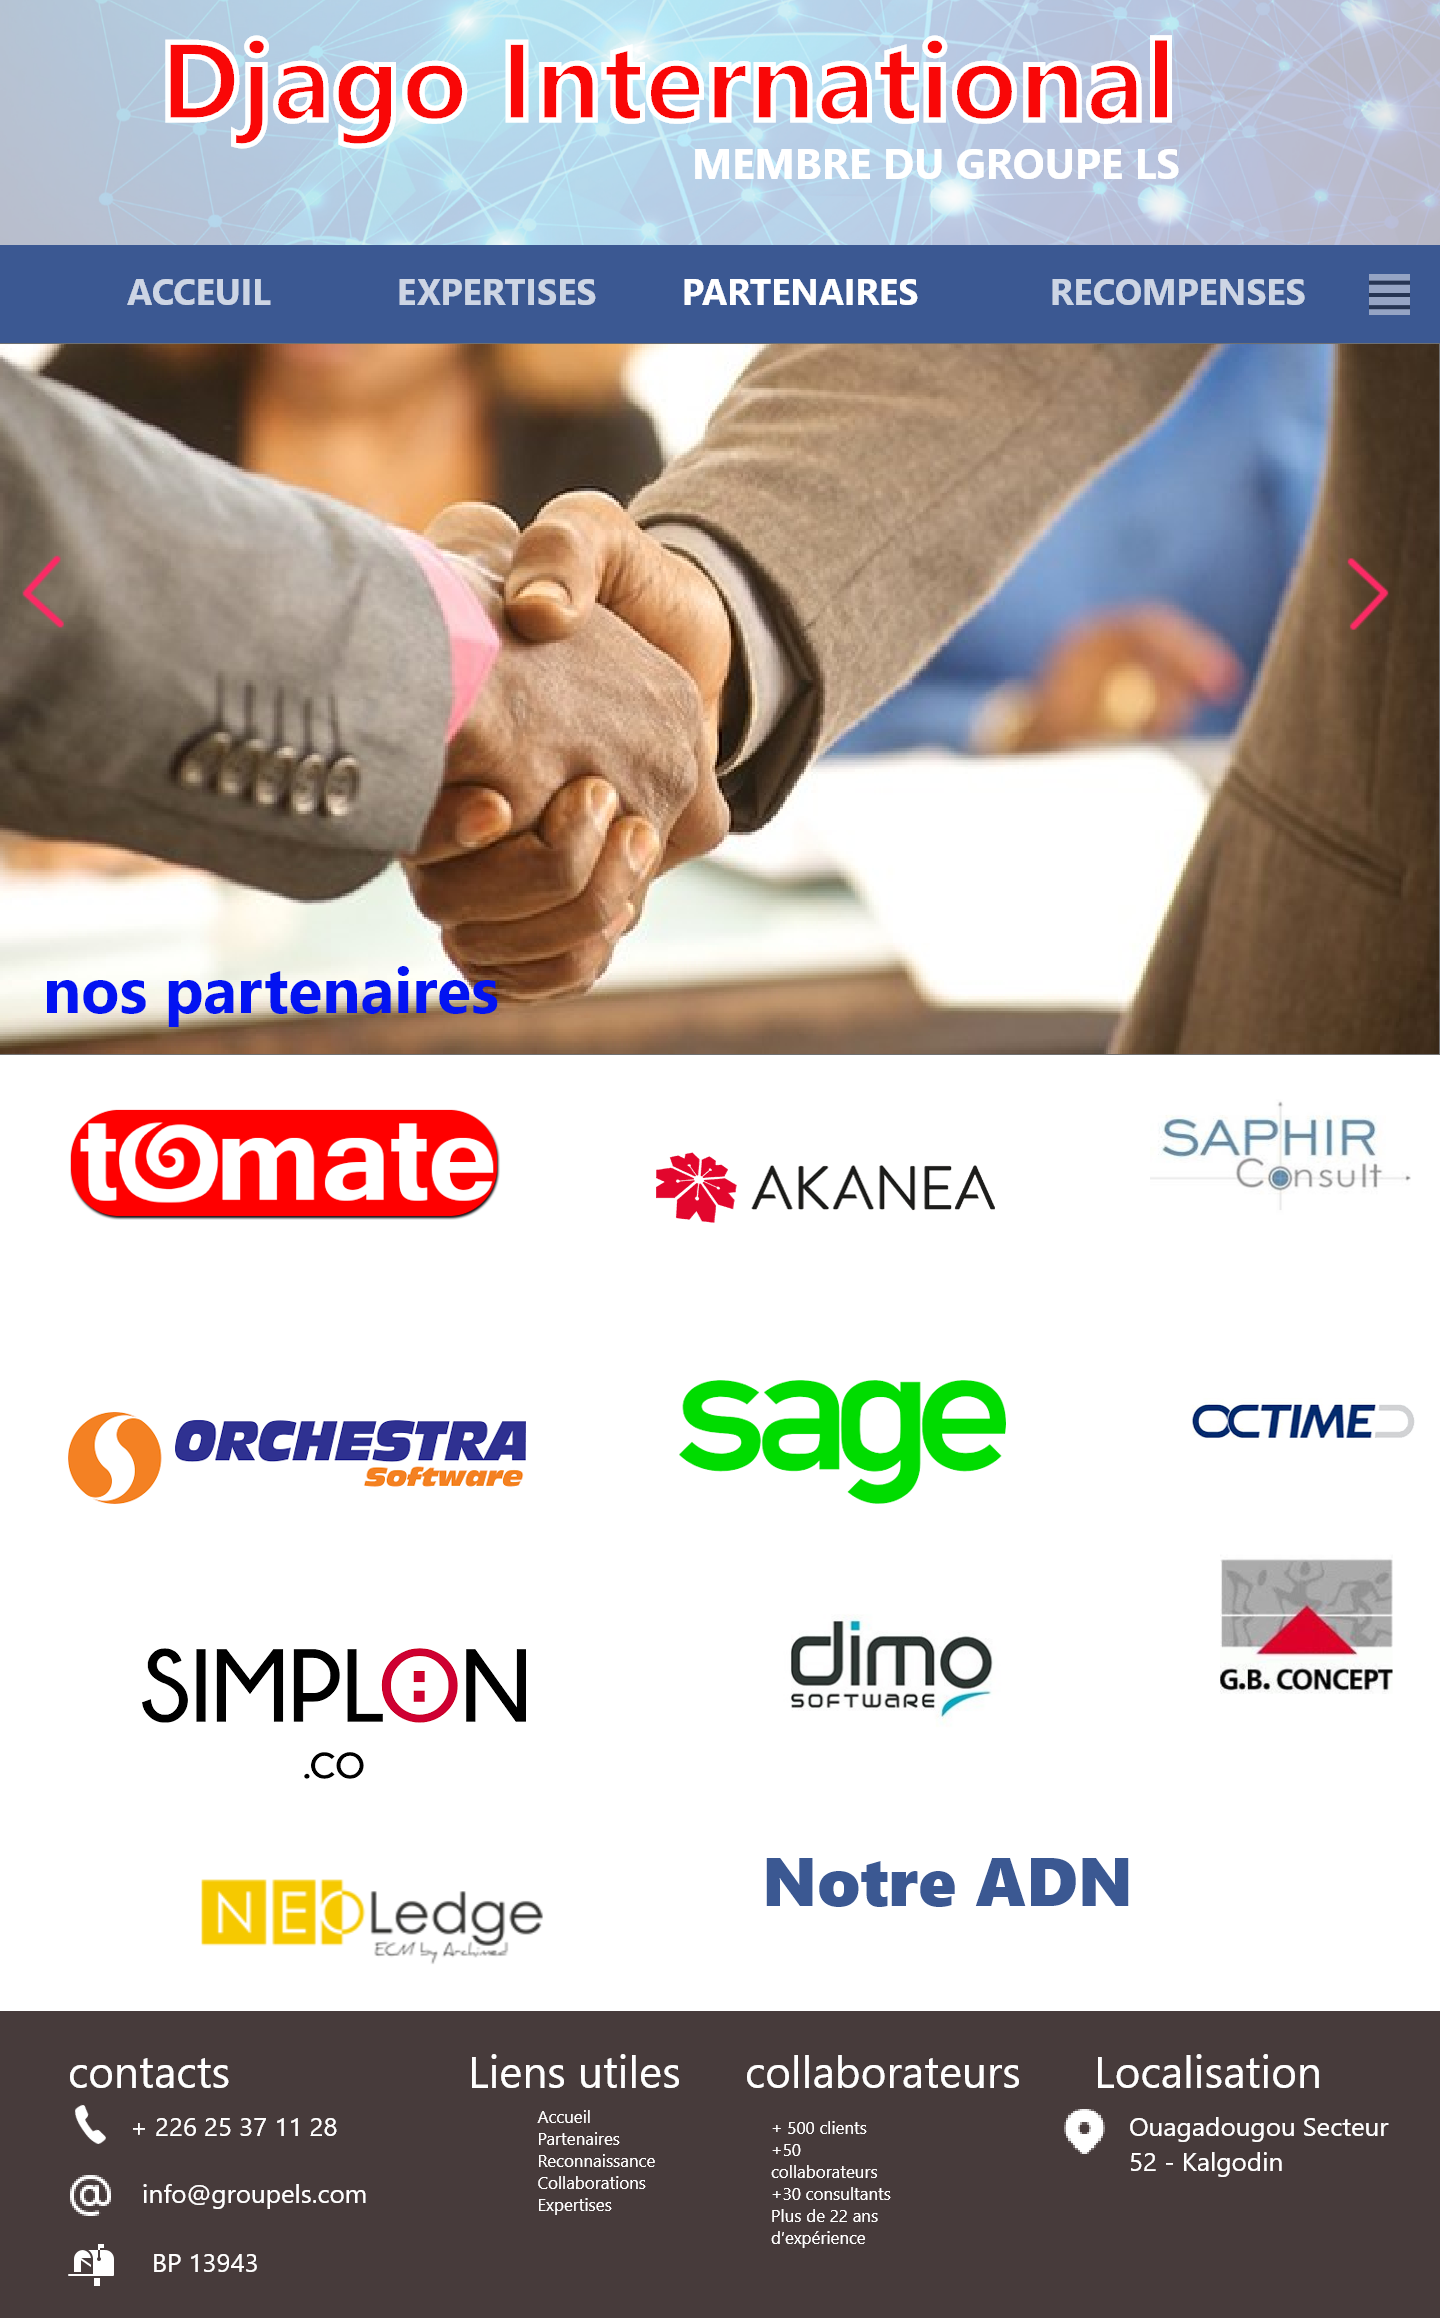 Djago International
MEMBRE DU GROUPE LS
ACCEUIL EXPERTISES PARTENAIRES RECOMPENSES
nos partenaires
tomate
AKANEA
SAPHIR
Consult
ORCHESTRA
Software
sage
OCTIME
SIMPLON
.CO
dimo
SOFTWARE
G.B. CONCEPT
NEOLedge
ECM by Archimed
Notre ADN
contacts
+ 226 25 37 11 28
info@groupels.com
BP 13943
Liens utiles
Accueil
Partenaires
Reconnaissance
Collaborations
Expertises
collaborateurs
+ 500 clients
+50
collaborateurs
+30 consultants
Plus de 22 ans
d'expérience
Localisation
Ouagadougou Secteur
52 - Kalgodin